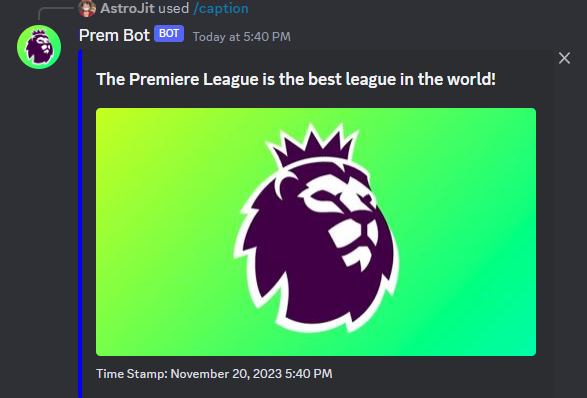 AstroJit used /caption
Prem Bot BOT Today at 5:40 PM
The Premiere League is the best league in the world!
Time Stamp: November 20, 2023 5:40 PM